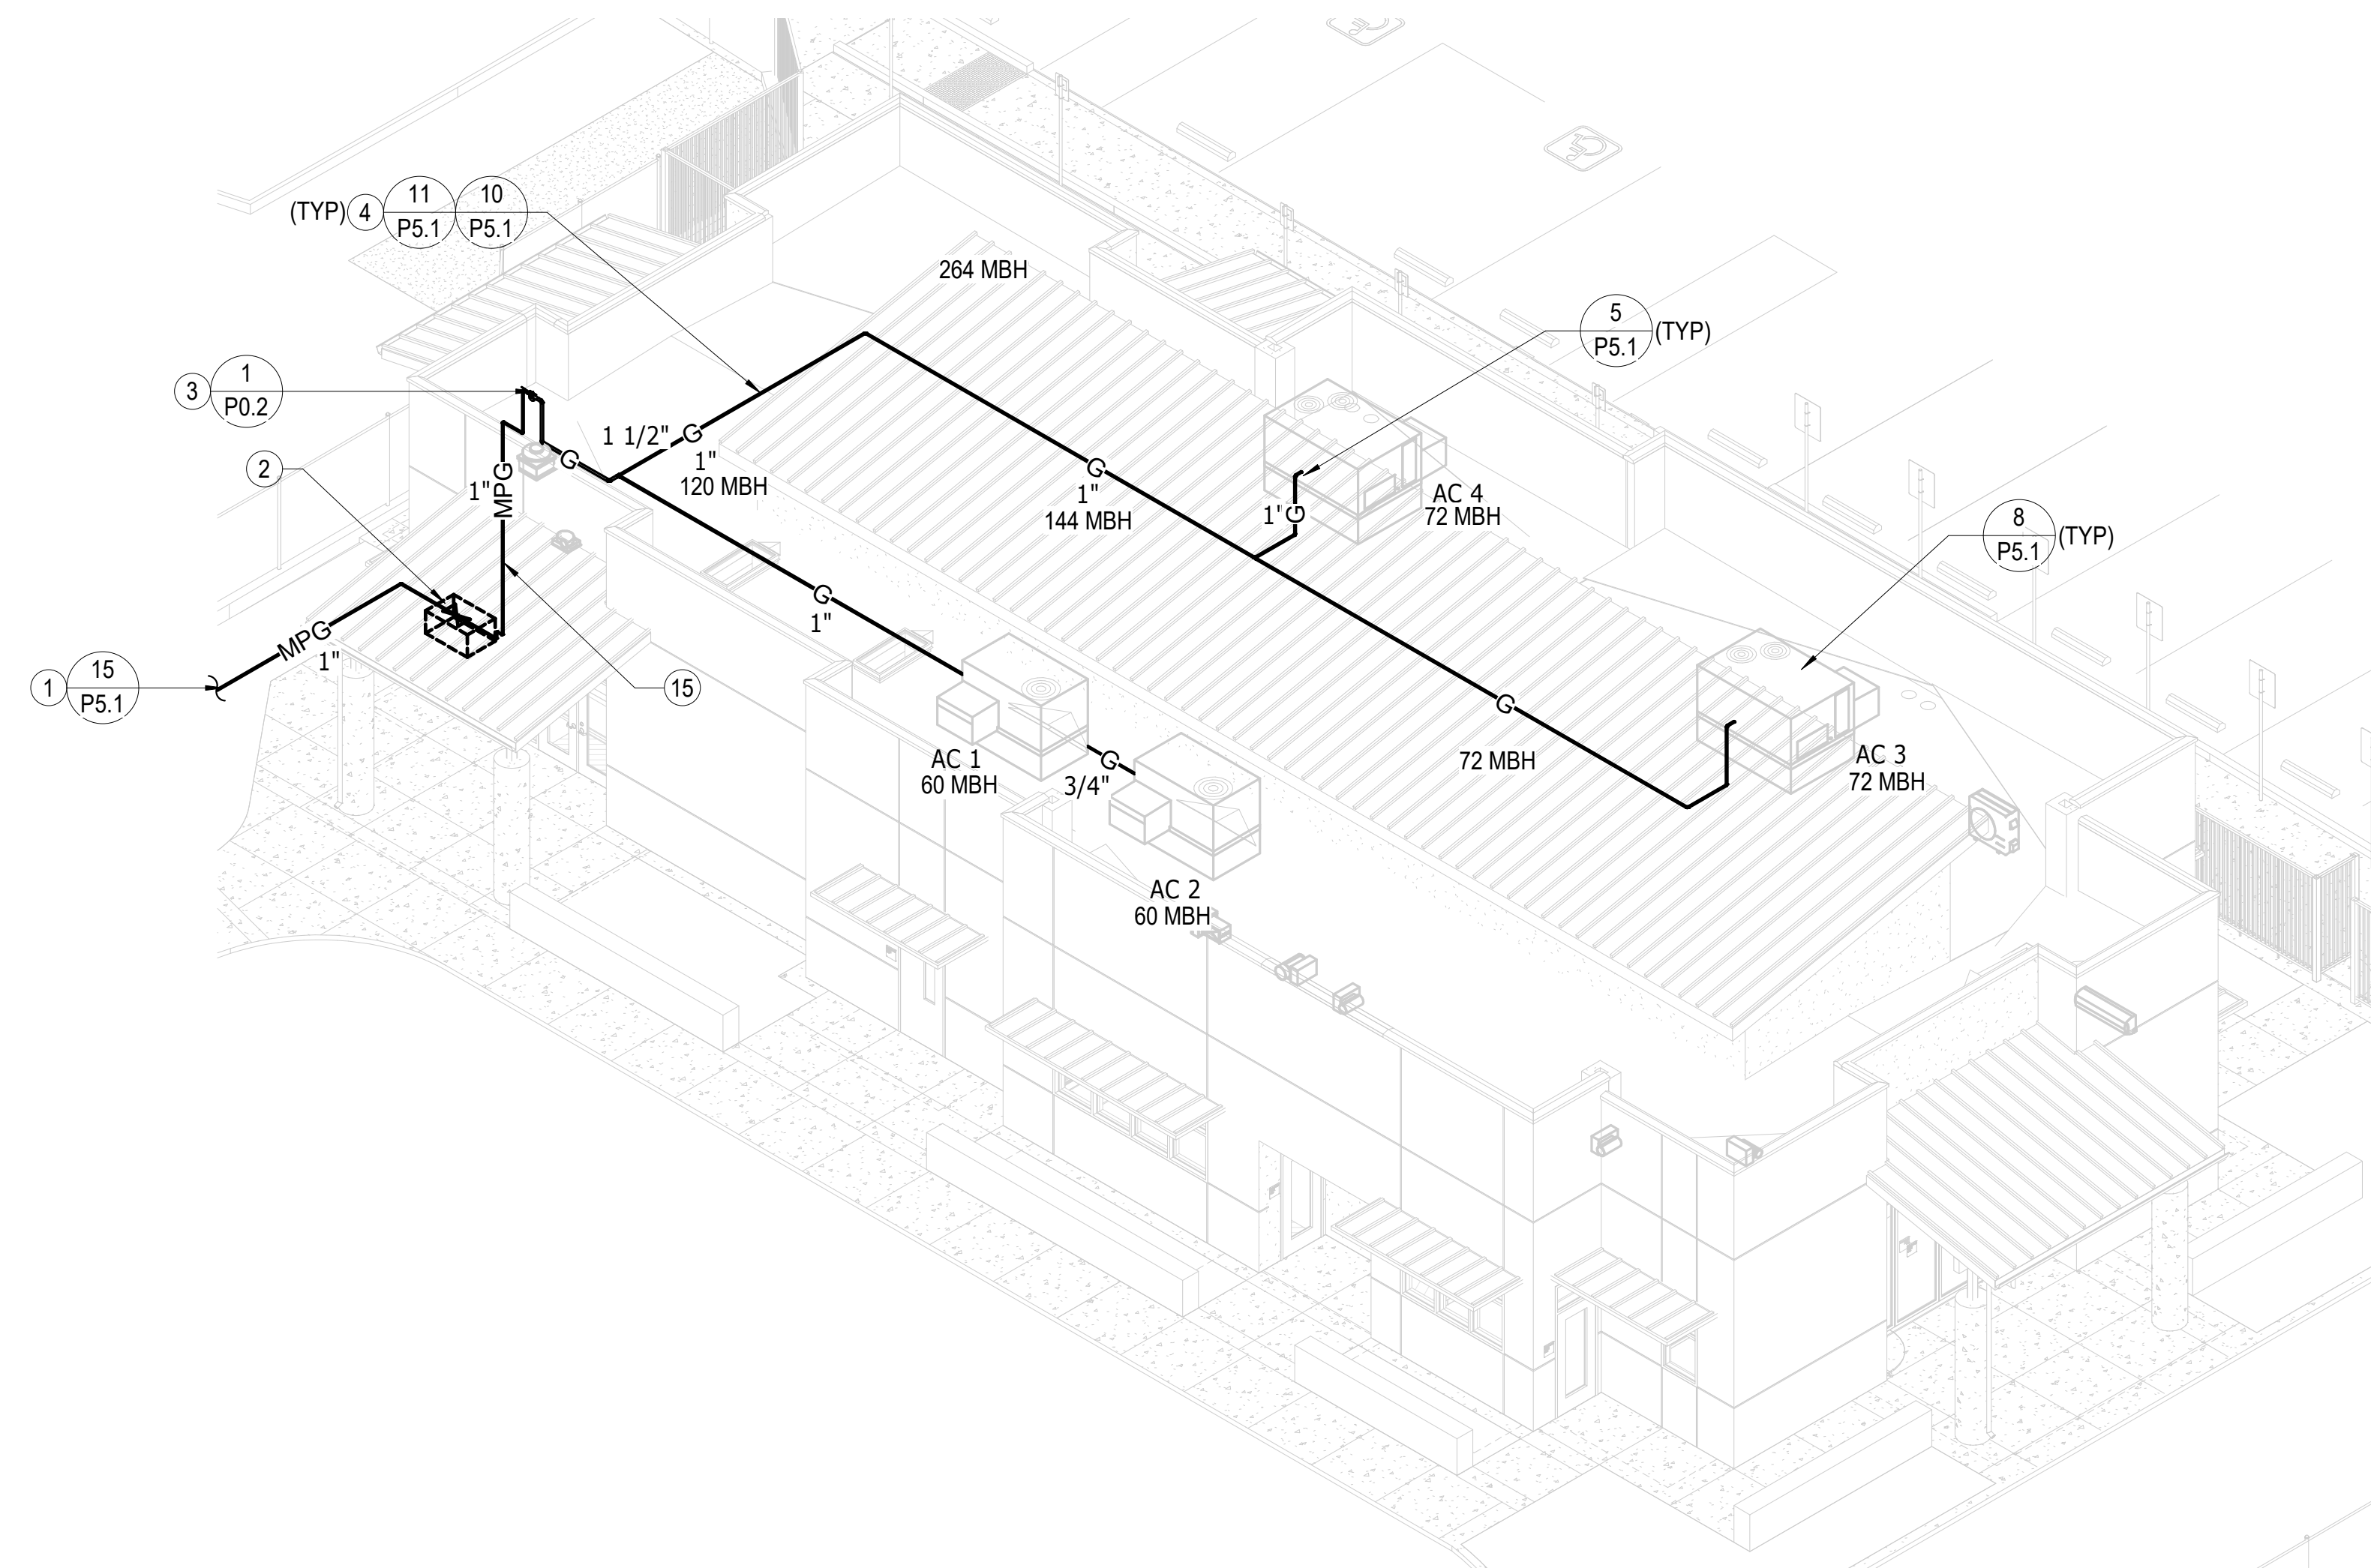 (TYP) 4 11 P5.1 10 P5.1
264 MBH
5 P5.1 (TYP)
3 1 P0.2
1 1/2" G
1"
120 MBH
G
MPG
1"
2
G
1"
144 MBH
1" G
AC 4
72 MBH
8 P5.1 (TYP)
G
1"
MPG
1"
1 15 P5.1
15
G
AC 1
60 MBH
G
3/4"
72 MBH
AC 3
72 MBH
AC 2
60 MBH